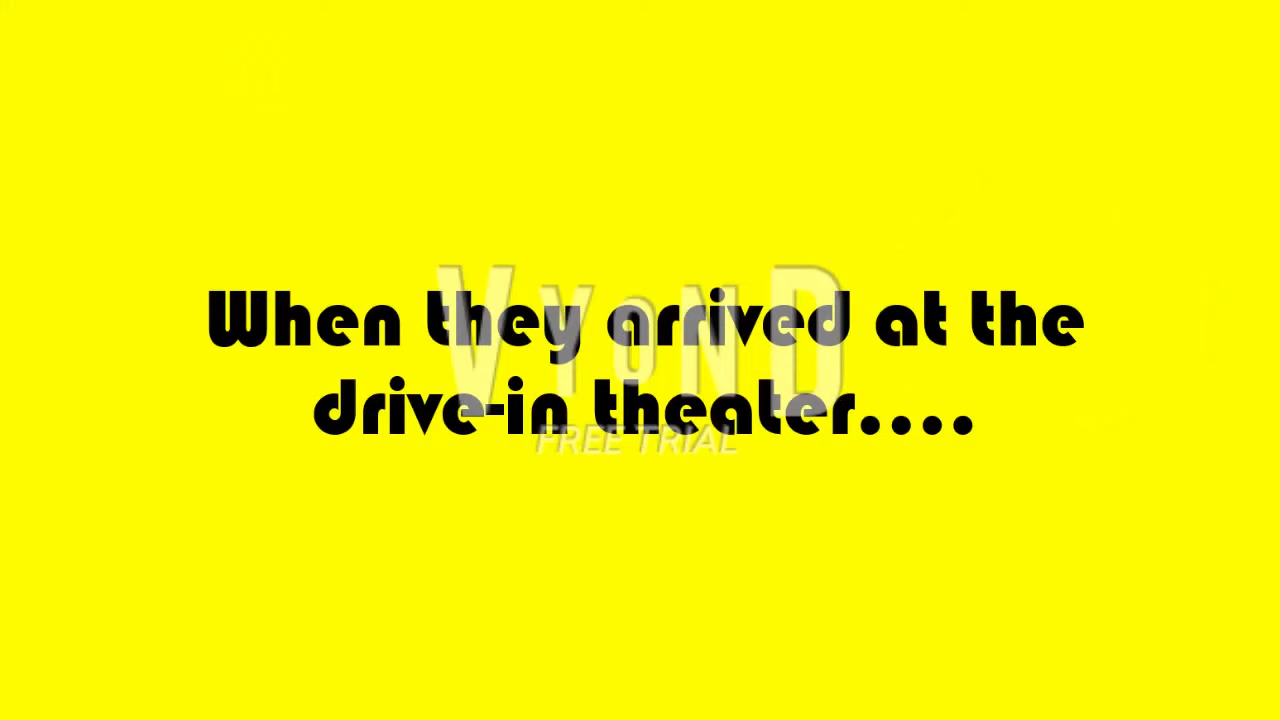 When they arrived at the
drive-in theater....
VYOND
FREE TRIAL